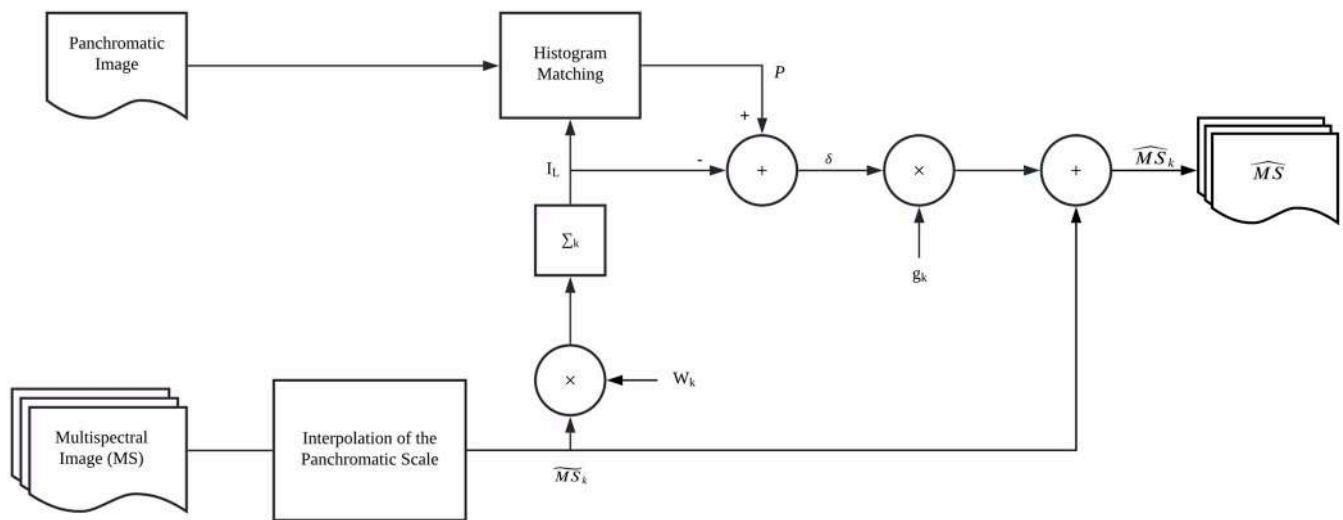 Panchromatic
Image
Histogram
Matching
P
+
I_L
-
+
δ
×
+
\widehat{MS}_k
\widehat{MS}
∑ₖ
g_k
×
W_k
Multispectral
Image (MS)
Interpolation of the
Panchromatic Scale
\widetilde{MS}_k